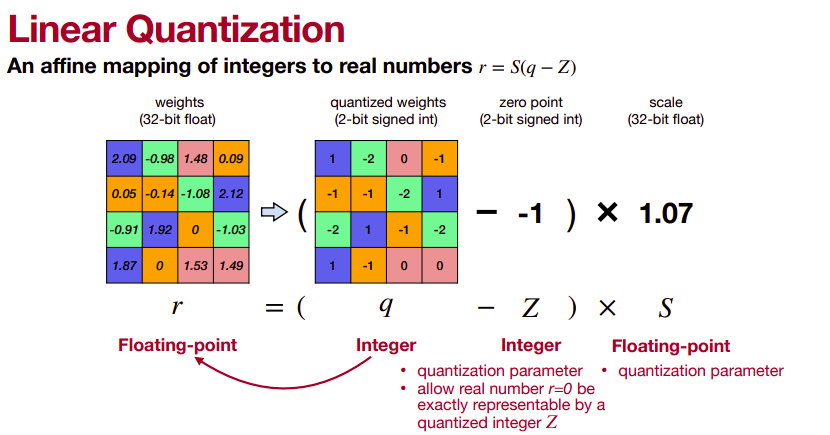 Linear Quantization
An affine mapping of integers to real numbers r = S(q − Z)
weights
(32-bit float)
quantized weights
(2-bit signed int)
zero point
(2-bit signed int)
scale
(32-bit float)
2.09 -0.98 1.48 0.09
0.05 -0.14 -1.08 2.12
-0.91 1.92 0 -1.03
1.87 0 1.53 1.49
(
1 -2 0 -1
-1 -1 -2 1
-2 1 -1 -2
1 -1 0 0
− -1 ) × 1.07
r = ( q − Z ) × S
Floating-point
Integer
Integer
Floating-point
• quantization parameter
• allow real number r=0 be
exactly representable by a
quantized integer Z
• quantization parameter